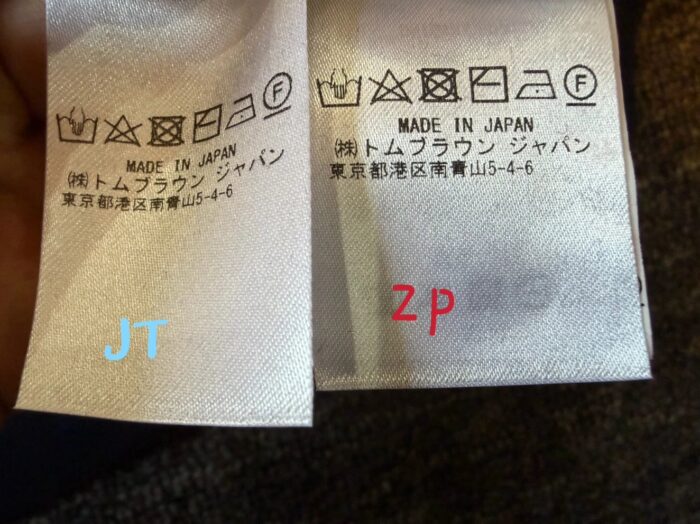 MADE IN JAPAN
(株)トムブラウン ジャパン
東京都港区南青山5-4-6
JT
F
MADE IN JAPAN
(株)トムブラウン ジャパン
東京都港区南青山5-4-6
zp
F